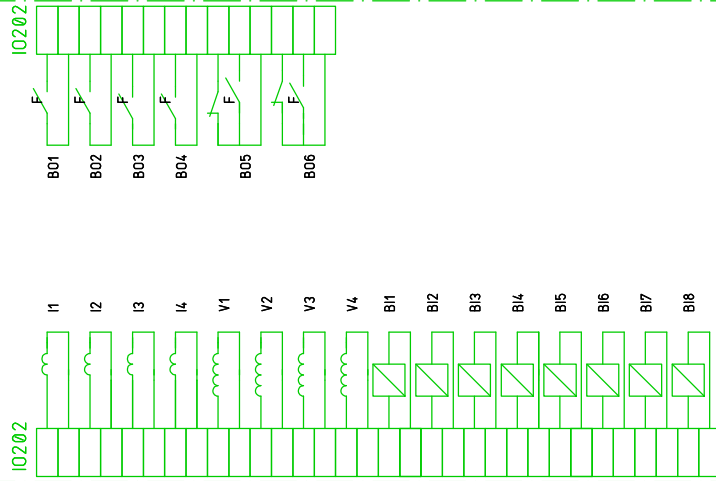 IO202
F F F F F F
BO1 BO2 BO3 BO4 BO5 BO6
I1 I2 I3 I4 V1 V2 V3 V4 BI1 BI2 BI3 BI4 BI5 BI6 BI7 BI8
IO202